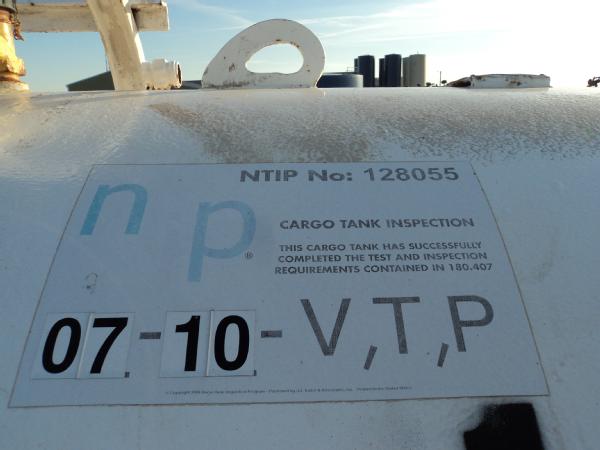 NTIP No: 128055
n p ®
CARGO TANK INSPECTION
THIS CARGO TANK HAS SUCCESSFULLY
COMPLETED THE TEST AND INSPECTION
REQUIREMENTS CONTAINED IN 180.407
07-10-V,T,P